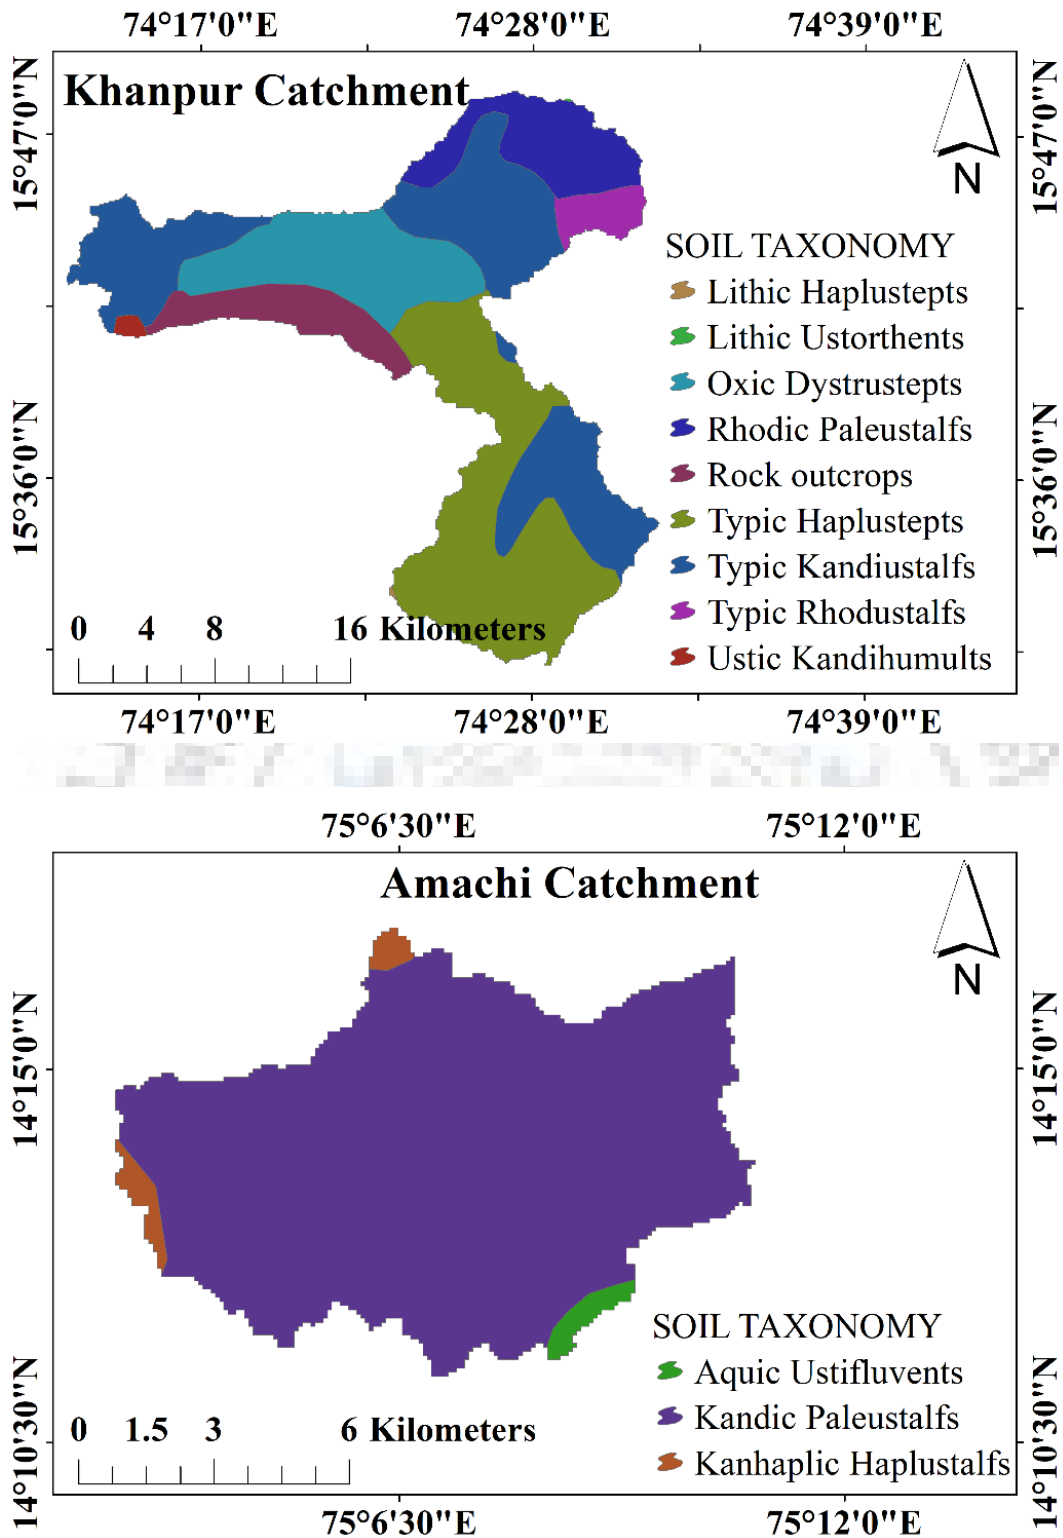 74°17'0"E 74°28'0"E 74°39'0"E
Khanpur Catchment
15°47'0"N
15°47'0"N
N
SOIL TAXONOMY
Lithic Haplustepts
Lithic Ustorthents
Oxic Dystrustepts
Rhodic Paleustalfs
Rock outcrops
Typic Haplustepts
Typic Kandiustalfs
Typic Rhodustalfs
Ustic Kandihumults
15°36'0"N
15°36'0"N
0 4 8 16 Kilometers
74°17'0"E 74°28'0"E 74°39'0"E
75°6'30"E 75°12'0"E
Amachi Catchment
N
14°15'0"N
14°15'0"N
SOIL TAXONOMY
Aquic Ustifluvents
Kandic Paleustalfs
Kanhaplic Haplustalfs
0 1.5 3 6 Kilometers
14°10'30"N
14°10'30"N
75°6'30"E 75°12'0"E